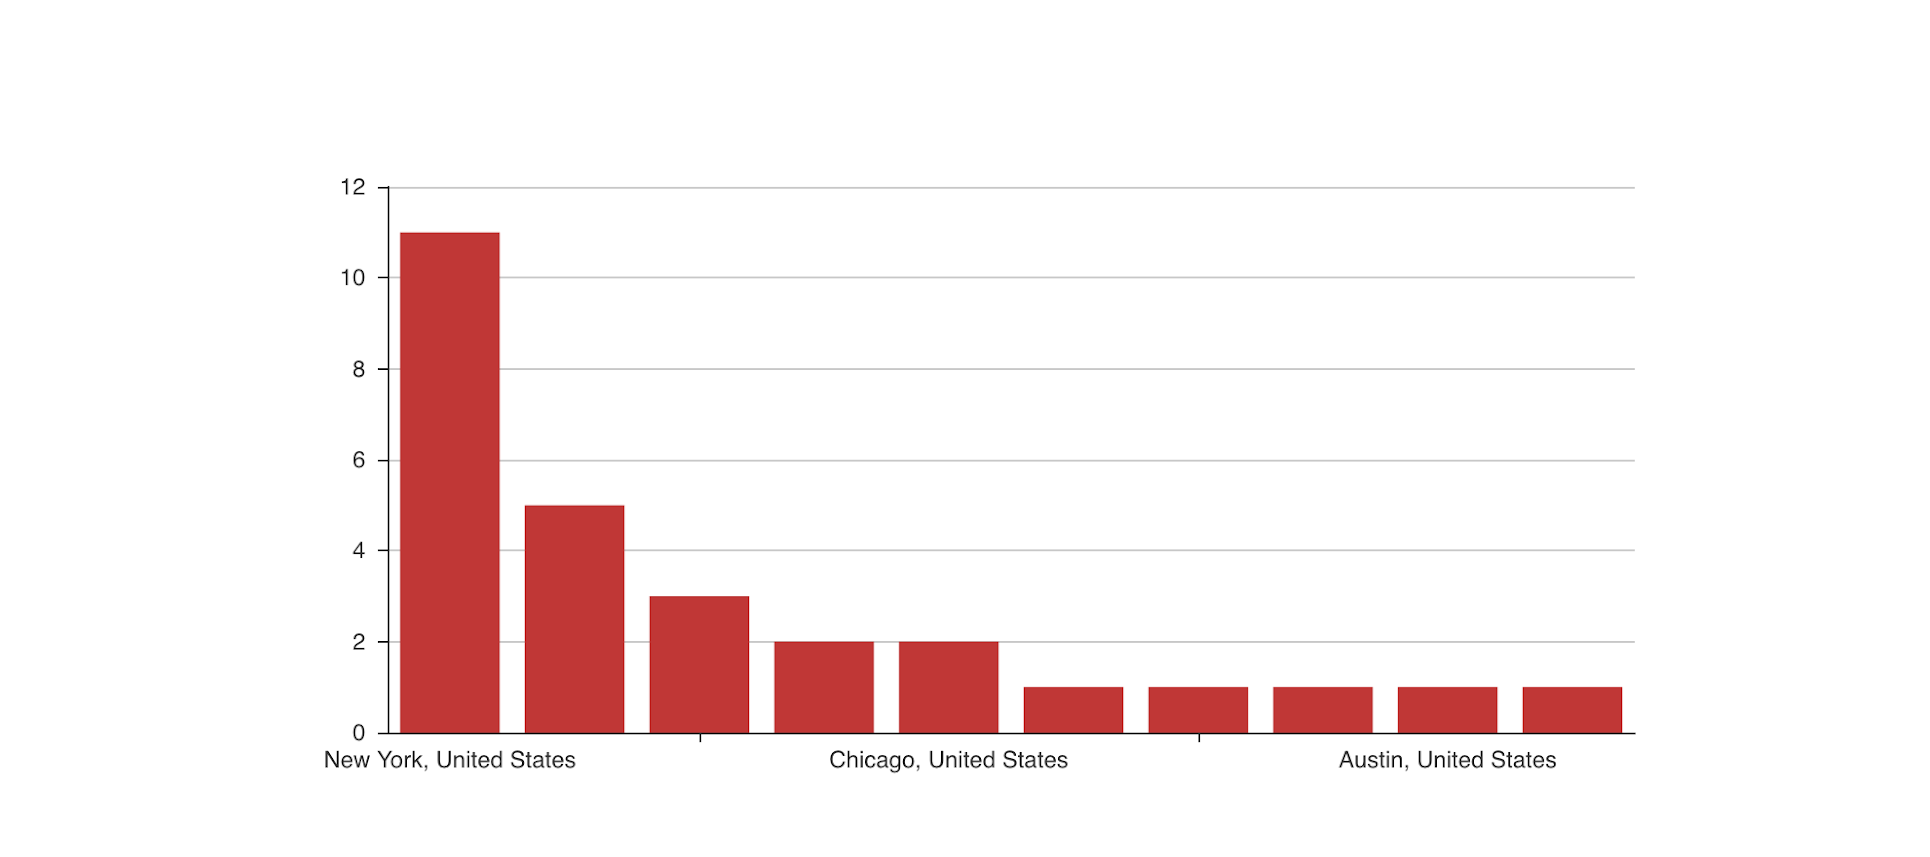 12
10
8
6
4
2
0
New York, United States
Chicago, United States
Austin, United States